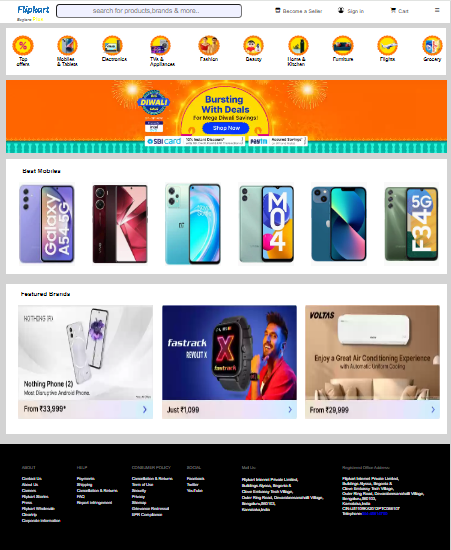 Flipkart
Explore Plus
search for products,brands & more..
Become a Seller
Sign in
Cart
Top offers
Mobiles & Tablets
Electronics
TVs & Appliances
Fashion
Beauty
Home & Kitchen
Furniture
Flights
Grocery
BIG DIWALI SALE
Bursting
With Deals
For Mega Diwali Savings!
Shop Now
intel
SBI card
10% Instant Discount*
Paytm
Assured Savings*
Best Mobiles
Galaxy A54-5G
M04
5G F34
Featured Brands
NOTHING (R)
Nothing Phone (2)
Most Disruptive Android Phone.
From ₹33,999*
fastrack
REVOLTT X
Just ₹1,099
VOLTAS
Enjoy a Great Air Conditioning Experience
with Automatic Uniform Cooling
From ₹29,999
ABOUT
Contact Us
About Us
Careers
Flipkart Stories
Press
Flipkart Wholesale
Cleartrip
Corporate Information
HELP
Payments
Shipping
Cancellation & Returns
FAQ
Report Infringement
CONSUMER POLICY
Cancellation & Returns
Term of Use
Security
Privacy
Sitemap
Grievance Redressal
EPR Compliance
SOCIAL
Facebook
Twitter
YouTube
Mail Us:
Flipkart Internet Private Limited,
Buildings Alyssa, Begonia &
Clove Embassy Tech Village,
Outer Ring Road, Devarabeesanahalli Village,
Bengaluru,560103,
Karnataka,India
Registered Office Address:
Flipkart Internet Private Limited,
Buildings Alyssa, Begonia &
Clove Embassy Tech Village,
Outer Ring Road, Devarabeesanahalli Village,
Bengaluru,560103,
Karnataka,India
Telephone: